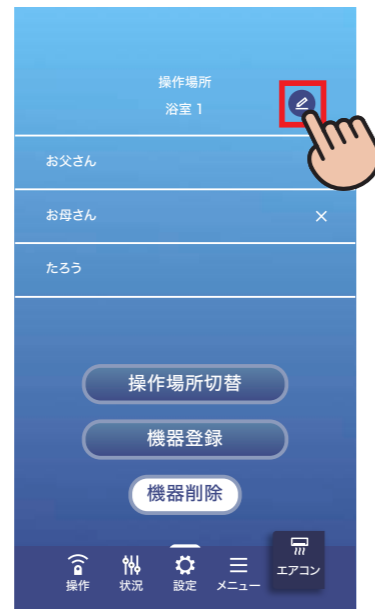 操作場所
浴室 1
お父さん
お母さん
×
たろう
操作場所切替
機器登録
機器削除
操作
状況
設定
メニュー
エアコン